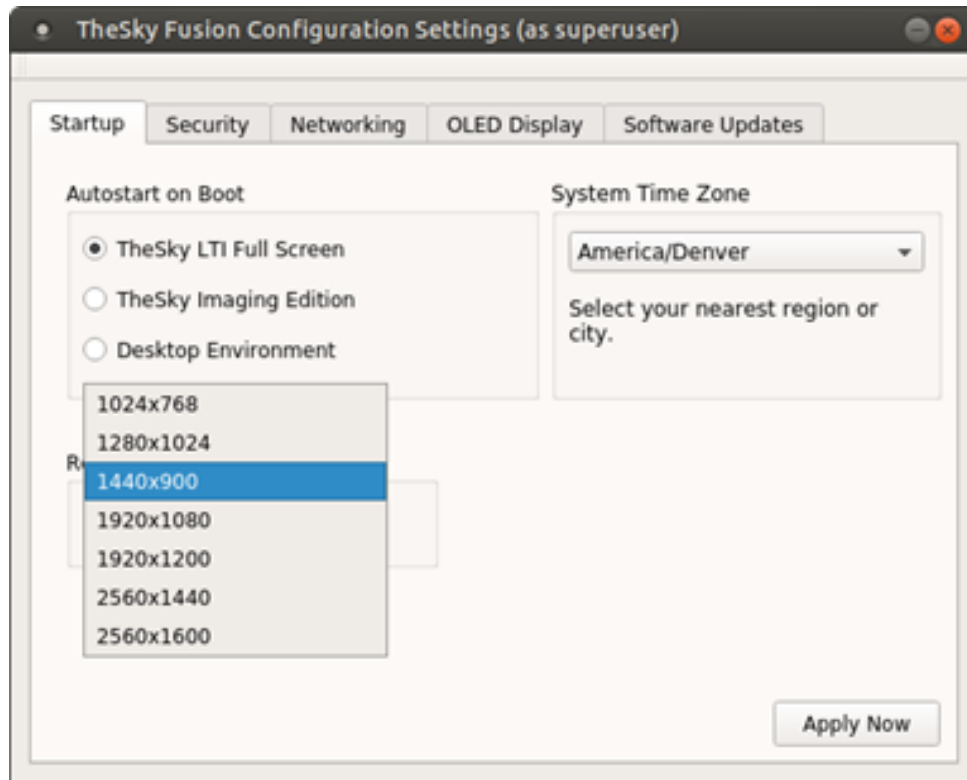 TheSky Fusion Configuration Settings (as superuser)
Startup
Security
Networking
OLED Display
Software Updates
Autostart on Boot
System Time Zone
TheSky LTI Full Screen
America/Denver
TheSky Imaging Edition
Select your nearest region or
city.
Desktop Environment
1024x768
1280x1024
1440x900
1920x1080
1920x1200
2560x1440
2560x1600
Apply Now